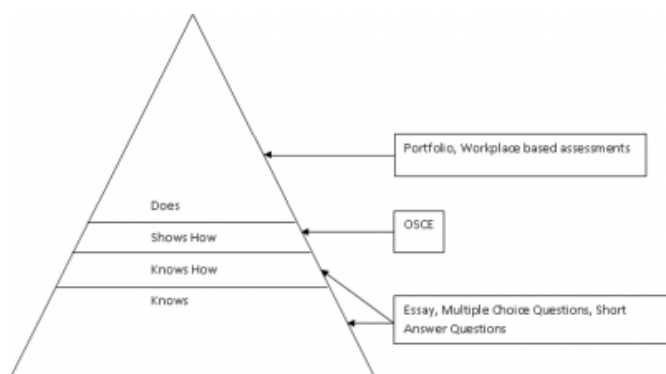 Portfolio, Workplace based assessments
Does
OSCE
Shows How
Knows How
Knows
Essay, Multiple Choice Questions, Short
Answer Questions